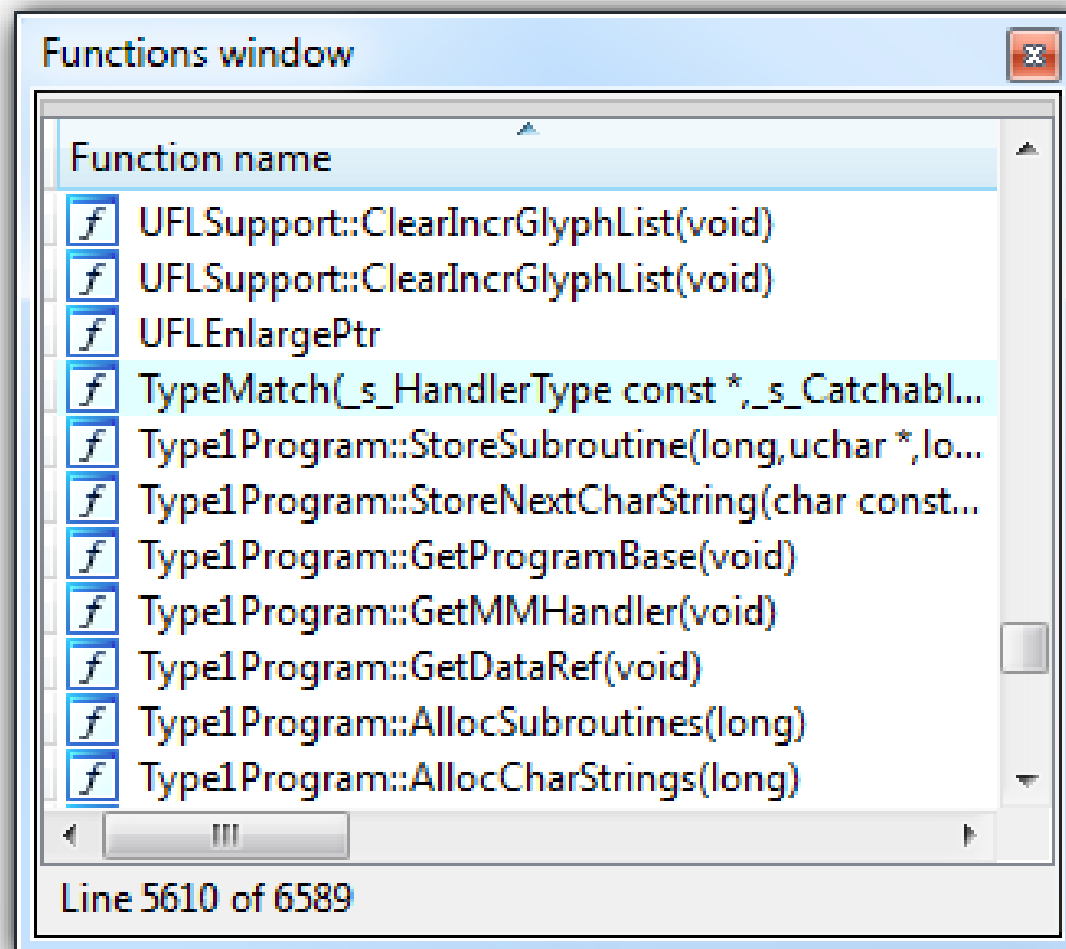 Functions window
Function name
f UFLSupport::ClearIncrGlyphList(void)
f UFLSupport::ClearIncrGlyphList(void)
f UFLEnlargePtr
f TypeMatch(_s_HandlerType const *,_s_Catchabl...
f Type1Program::StoreSubroutine(long,uchar *,lo...
f Type1Program::StoreNextCharString(char const...
f Type1Program::GetProgramBase(void)
f Type1Program::GetMMHandler(void)
f Type1Program::GetDataRef(void)
f Type1Program::AllocSubroutines(long)
f Type1Program::AllocCharStrings(long)
Line 5610 of 6589